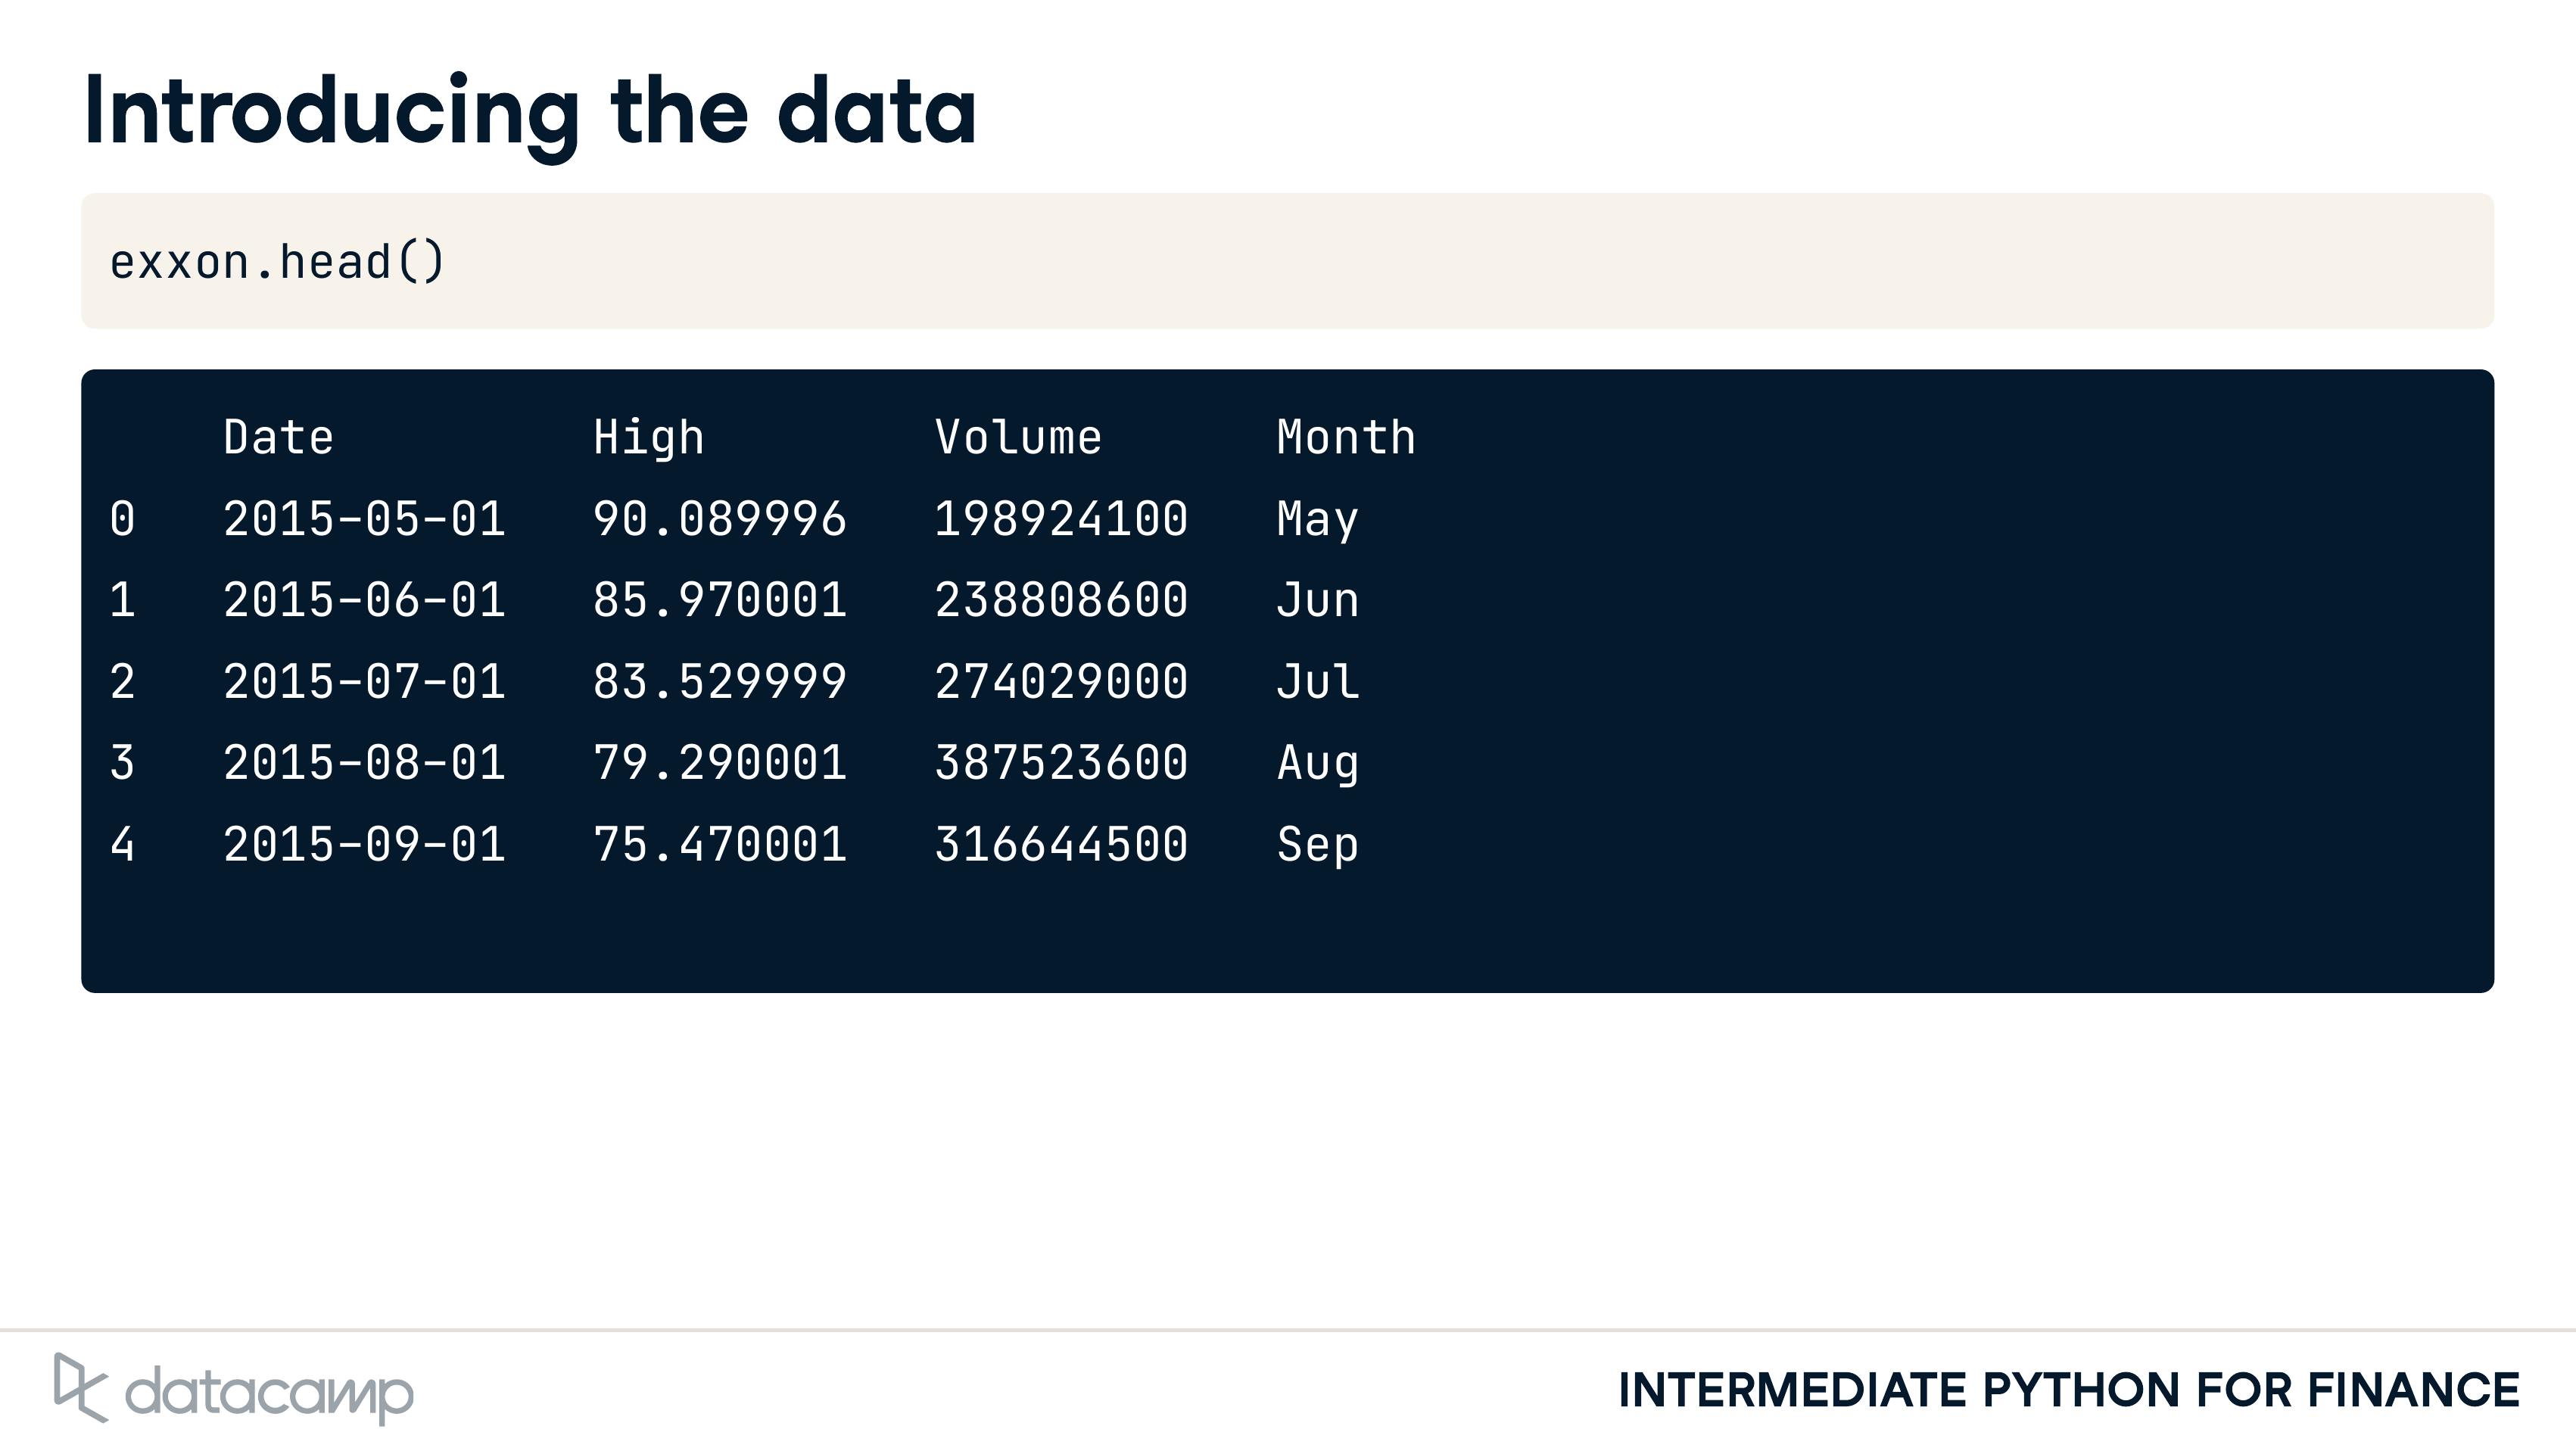 Introducing the data
exxon.head()
Date High Volume Month
0 2015-05-01 90.089996 198924100 May
1 2015-06-01 85.970001 238808600 Jun
2 2015-07-01 83.529999 274029000 Jul
3 2015-08-01 79.290001 387523600 Aug
4 2015-09-01 75.470001 316644500 Sep
datacamp
INTERMEDIATE PYTHON FOR FINANCE